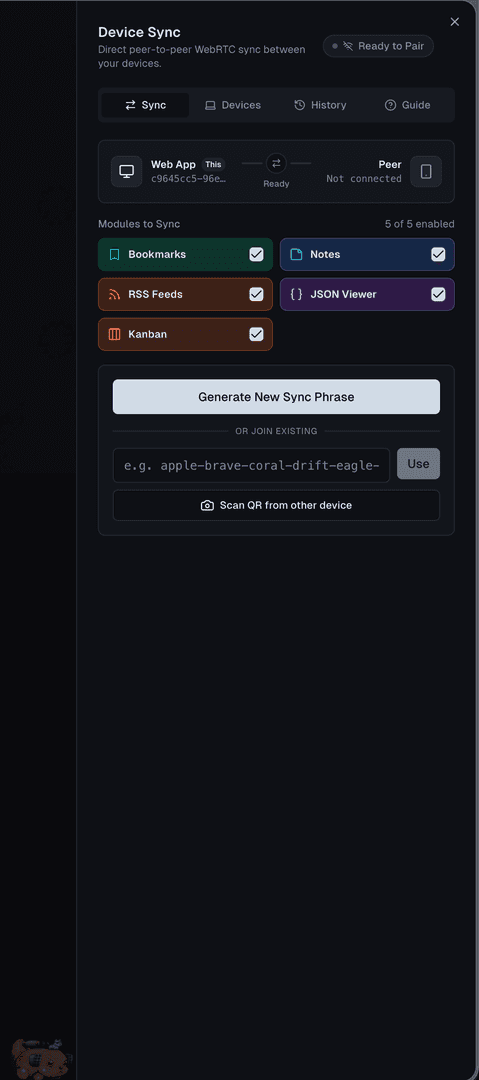 Device Sync
Direct peer-to-peer WebRTC sync between
your devices.
Ready to Pair
Sync
Devices
History
Guide
Web App This
c9645cc5-96e…
Ready
Peer
Not connected
Modules to Sync
5 of 5 enabled
Bookmarks
Notes
RSS Feeds
JSON Viewer
Kanban
Generate New Sync Phrase
OR JOIN EXISTING
e.g. apple-brave-coral-drift-eagle-
Use
Scan QR from other device